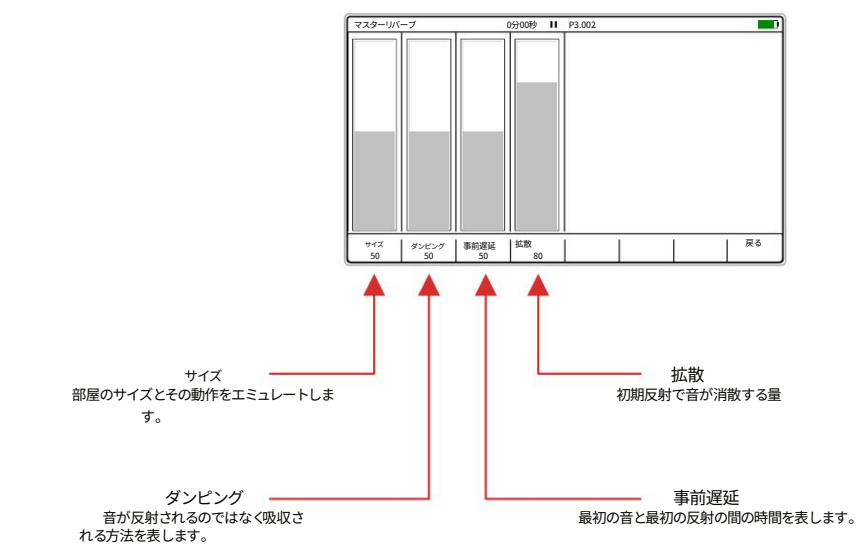 マスターリバーブ 0分00秒 P3.002
サイズ ダンピング 事前遅延 拡散 戻る
50 50 50 80
サイズ
部屋のサイズとその動作をエミュレートしま
す。
拡散
初期反射で音が消散する量
ダンピング
音が反射されるのではなく吸収さ
れる方法を表します。
事前遅延
最初の音と最初の反射の間の時間を表します。